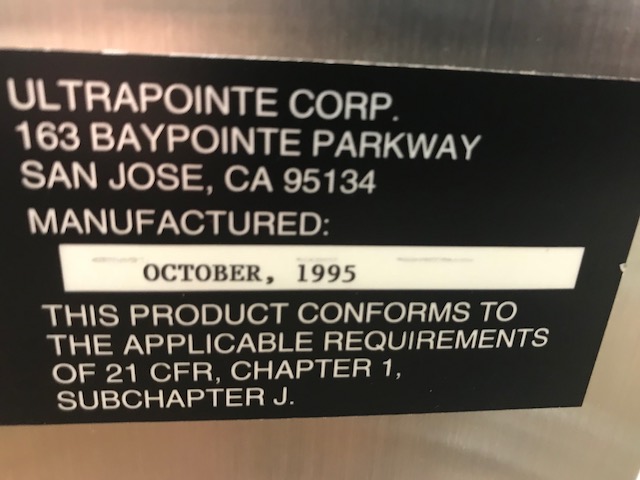 ULTRAPOINTE CORP.
163 BAYPOINTE PARKWAY
SAN JOSE, CA 95134
MANUFACTURED:
OCTOBER, 1995
THIS PRODUCT CONFORMS TO
THE APPLICABLE REQUIREMENTS
OF 21 CFR, CHAPTER 1,
SUBCHAPTER J.